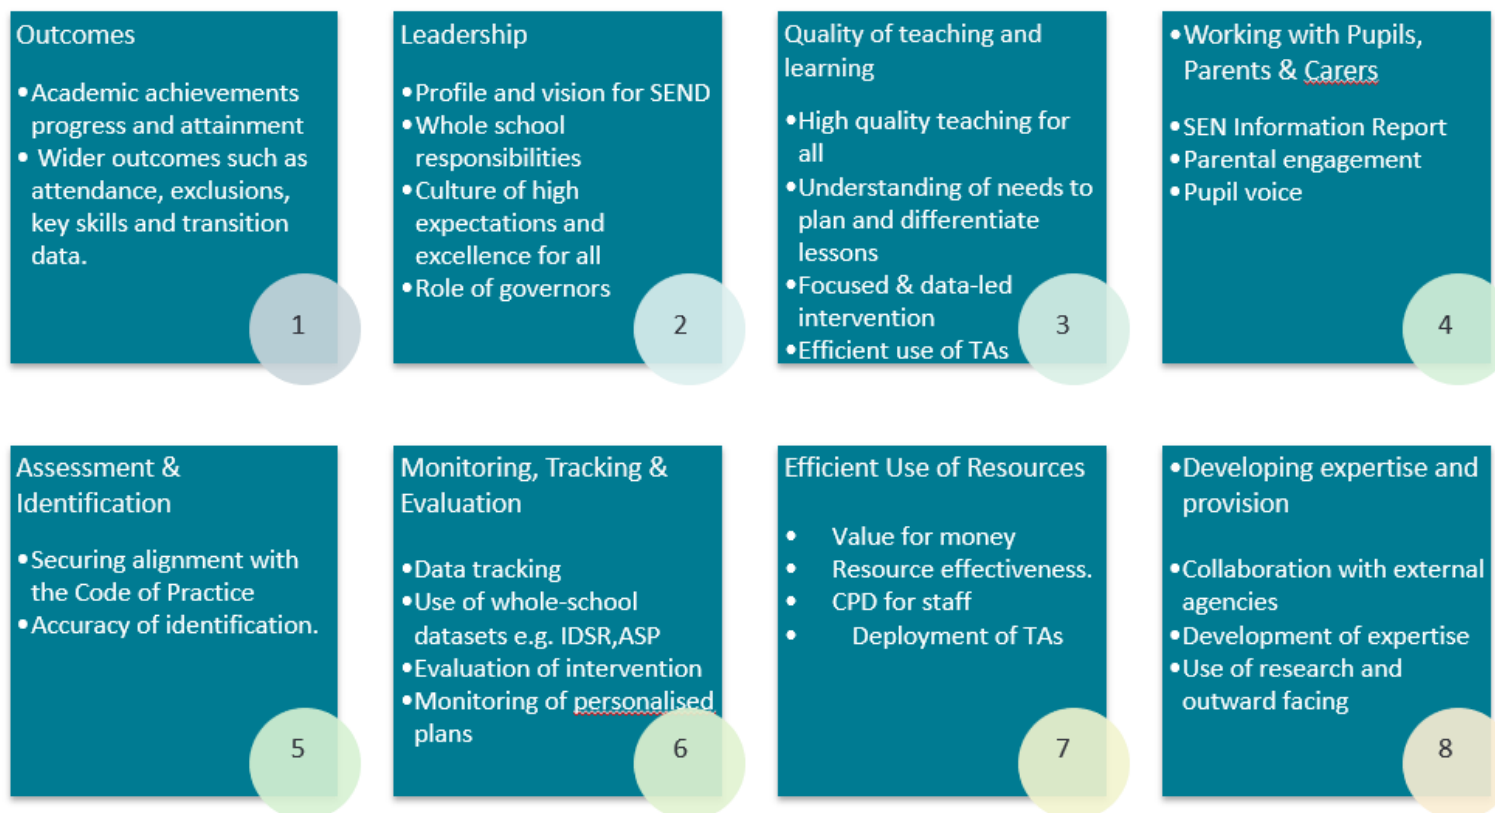 Outcomes
•Academic achievements
progress and attainment
• Wider outcomes such as
attendance, exclusions,
key skills and transition
data.
1
Leadership
•Profile and vision for SEND
•Whole school
responsibilities
•Culture of high
expectations and
excellence for all
•Role of governors
2
Quality of teaching and
learning
•High quality teaching for
all
•Understanding of needs to
plan and differentiate
lessons
•Focused & data-led
intervention
•Efficient use of TAs
3
•Working with Pupils,
Parents & Carers
•SEN Information Report
•Parental engagement
•Pupil voice
4
Assessment &
Identification
•Securing alignment with
the Code of Practice
•Accuracy of identification.
5
Monitoring, Tracking &
Evaluation
•Data tracking
•Use of whole-school
datasets e.g. IDSR,ASP
•Evaluation of intervention
•Monitoring of personalised
plans
6
Efficient Use of Resources
• Value for money
• Resource effectiveness.
• CPD for staff
• Deployment of TAs
7
•Developing expertise and
provision
•Collaboration with external
agencies
•Development of expertise
•Use of research and
outward facing
8